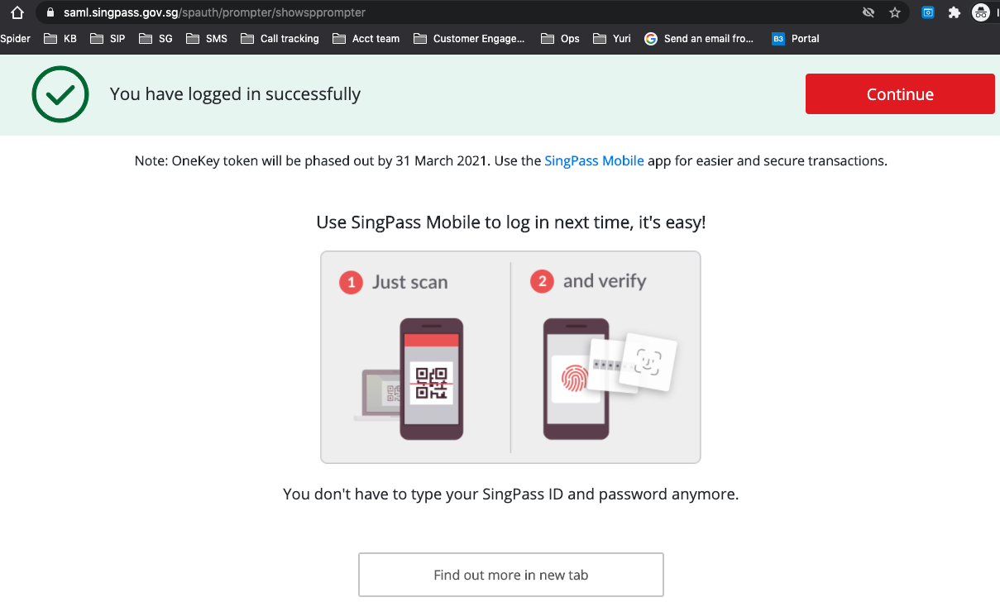 saml.singpass.gov.sg/spauth/prompter/showspprompter
Spider KB SIP SG SMS Call tracking Acct team Customer Engage... Ops Yuri Send an email fro... B3 Portal
You have logged in successfully
Continue
Note: OneKey token will be phased out by 31 March 2021. Use the SingPass Mobile app for easier and secure transactions.
Use SingPass Mobile to log in next time, it's easy!
1 Just scan
2 and verify
You don't have to type your SingPass ID and password anymore.
Find out more in new tab